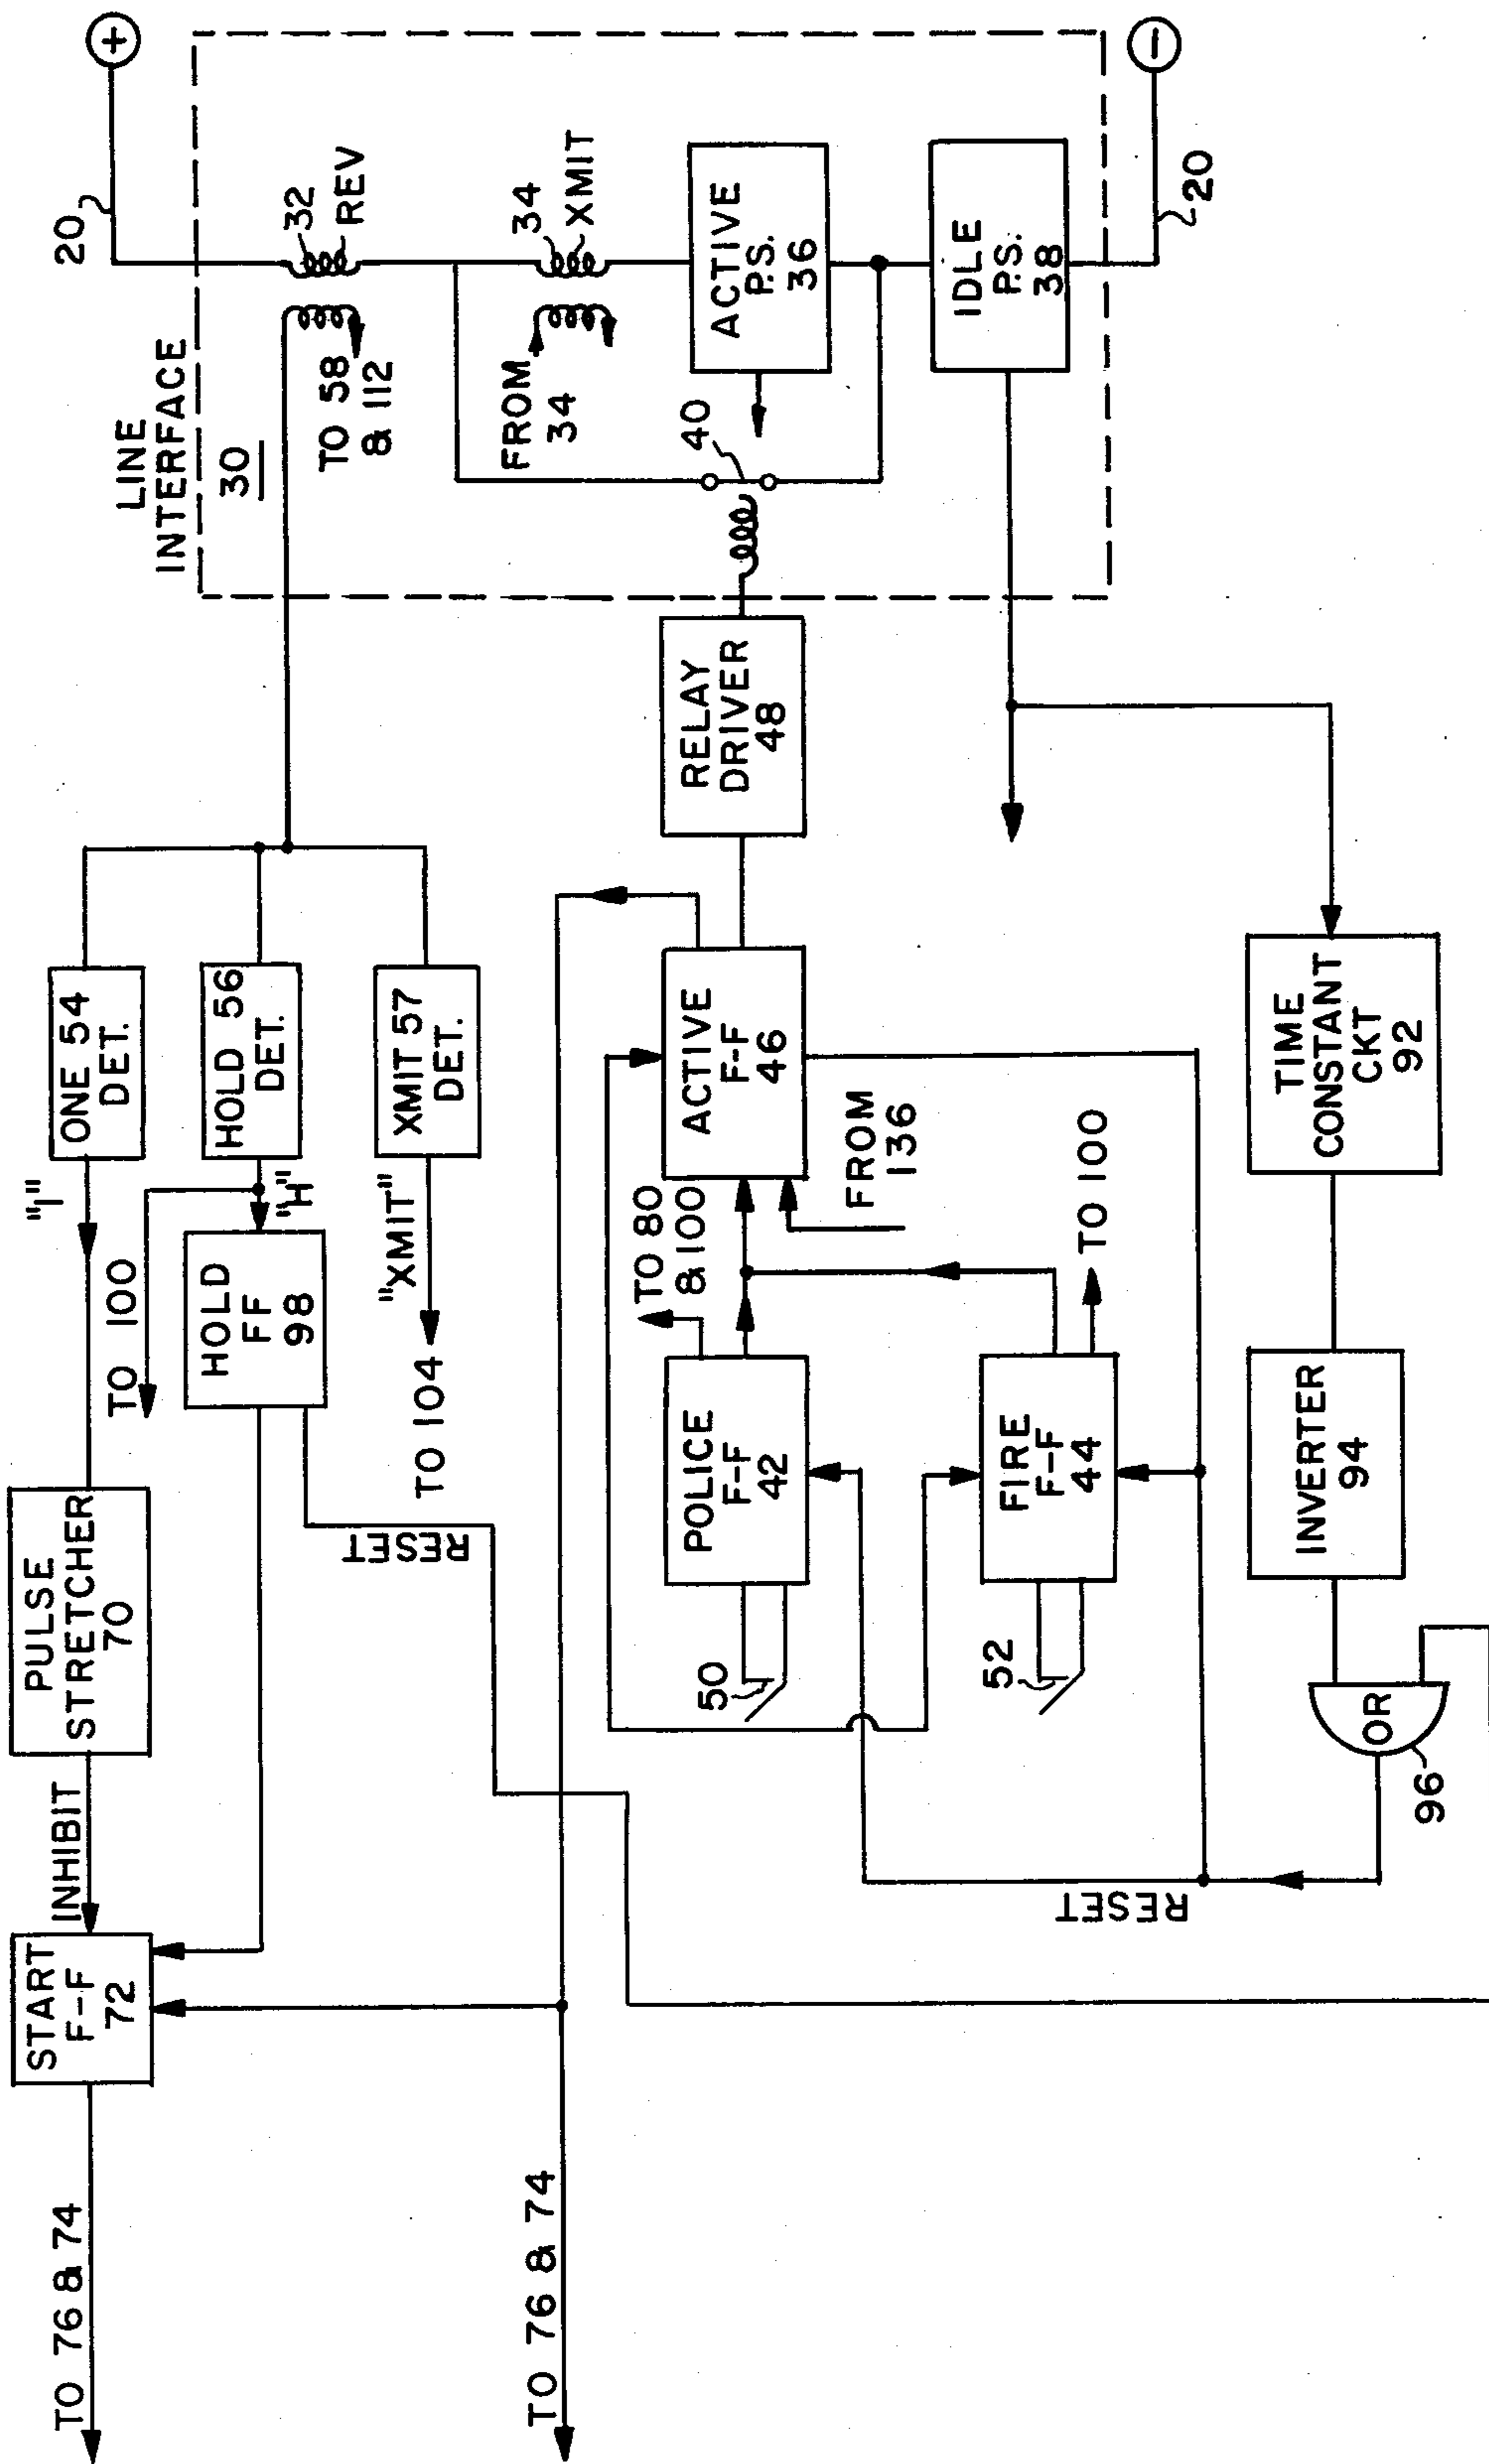 20
+
LINE
INTERFACE
30
32
REV
TO 58
& 112
34
XMIT
FROM
34
ACTIVE
P.S.
36
40
IDLE
P.S.
38
20
−
ONE 54
DET.
HOLD 56
DET.
XMIT 57
DET.
"1"
"H"
"XMIT"
TO 100
HOLD
FF
98
TO 104
RESET
PULSE
STRETCHER
70
INHIBIT
START
F-F
72
TO 76 & 74
TO 76 & 74
RELAY
DRIVER
48
ACTIVE
F-F
46
FROM
136
TO 80
& 100
TO 100
POLICE
F-F
42
FIRE
F-F
44
50
52
RESET
TIME
CONSTANT
CKT
92
INVERTER
94
OR
96